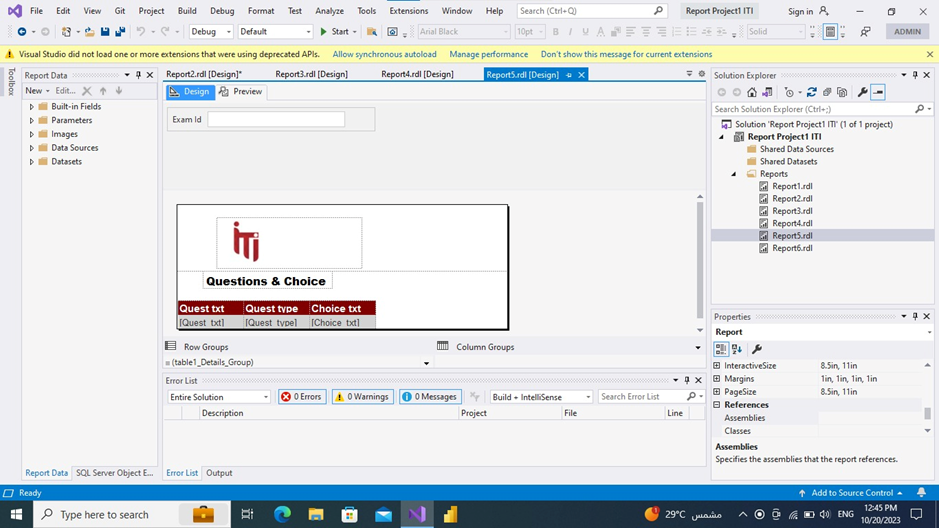 File Edit View Git Project Build Debug Format Test Analyze Tools Extensions Window Help Search (Ctrl+Q) Report Project1 ITI Sign in
Debug Default Start Arial Black 10pt B I U A Solid ADMIN
Visual Studio did not load one or more extensions that were using deprecated APIs. Allow synchronous autoload Manage performance Don't show this message for current extensions
Toolbox
Report Data
New Edit...
Built-in Fields
Parameters
Images
Data Sources
Datasets
Report2.rdl [Design]* Report3.rdl [Design] Report4.rdl [Design] Report5.rdl [Design]
Design Preview
Exam Id
iTi
Questions & Choice
Quest txt Quest type Choice txt
[Quest_txt] [Quest_type] [Choice_txt]
Row Groups Column Groups
(table1_Details_Group)
Error List
Entire Solution 0 Errors 0 Warnings 0 Messages Build + IntelliSense Search Error List
Description Project File Line
Report Data SQL Server Object E... Error List Output
Solution Explorer
Search Solution Explorer (Ctrl+;)
Solution 'Report Project1 ITI' (1 of 1 project)
Report Project1 ITI
Shared Data Sources
Shared Datasets
Reports
Report1.rdl
Report2.rdl
Report3.rdl
Report4.rdl
Report5.rdl
Report6.rdl
Properties
Report
InteractiveSize 8.5in, 11in
Margins 1in, 1in, 1in, 1in
PageSize 8.5in, 11in
References
Assemblies
Classes
Assemblies
Specifies the assemblies that the report references.
Ready Add to Source Control
Type here to search 29°C مشمس ENG 12:45 PM
10/20/2023